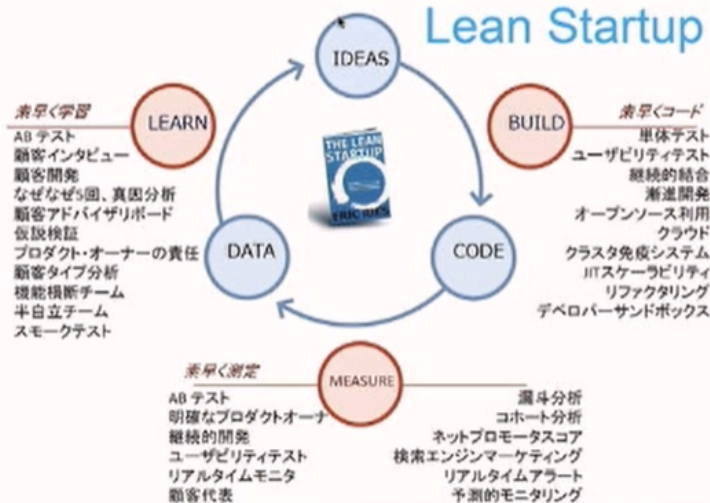 Lean Startup
IDEAS
素早く学習
LEARN
AB テスト
顧客インタビュー
顧客開発
なぜなぜ5回、真因分析
顧客アドバイザリボード
仮説検証
プロダクト・オーナーの責任
顧客タイプ分析
機能横断チーム
半自立チーム
スモークテスト
THE LEAN
STARTUP
ERIC RIES
素早くコード
BUILD
単体テスト
ユーザビリティテスト
継続的結合
漸進開発
オープンソース利用
クラウド
クラスタ免疫システム
JITスケーラビリティ
リファクタリング
デベロパーサンドボックス
DATA
CODE
素早く測定
MEASURE
AB テスト
明確なプロダクトオーナ
継続的開発
ユーザビリティテスト
リアルタイムモニタ
顧客代表
漏斗分析
コホート分析
ネットプロモータスコア
検索エンジンマーケティング
リアルタイムアラート
予測的モニタリング